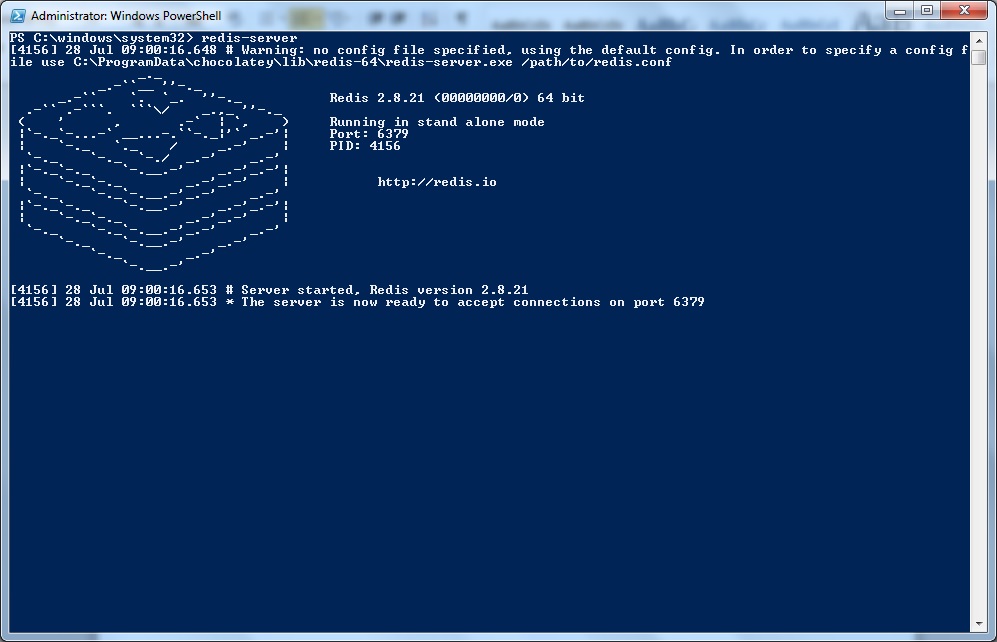 Administrator: Windows PowerShell
PS C:\windows\system32> redis-server
[4156] 28 Jul 09:00:16.648 # Warning: no config file specified, using the default config. In order to specify a config f
ile use C:\ProgramData\chocolatey\lib\redis-64\redis-server.exe /path/to/redis.conf
Redis 2.8.21 (00000000/0) 64 bit
Running in stand alone mode
Port: 6379
PID: 4156
http://redis.io
[4156] 28 Jul 09:00:16.653 # Server started, Redis version 2.8.21
[4156] 28 Jul 09:00:16.653 * The server is now ready to accept connections on port 6379